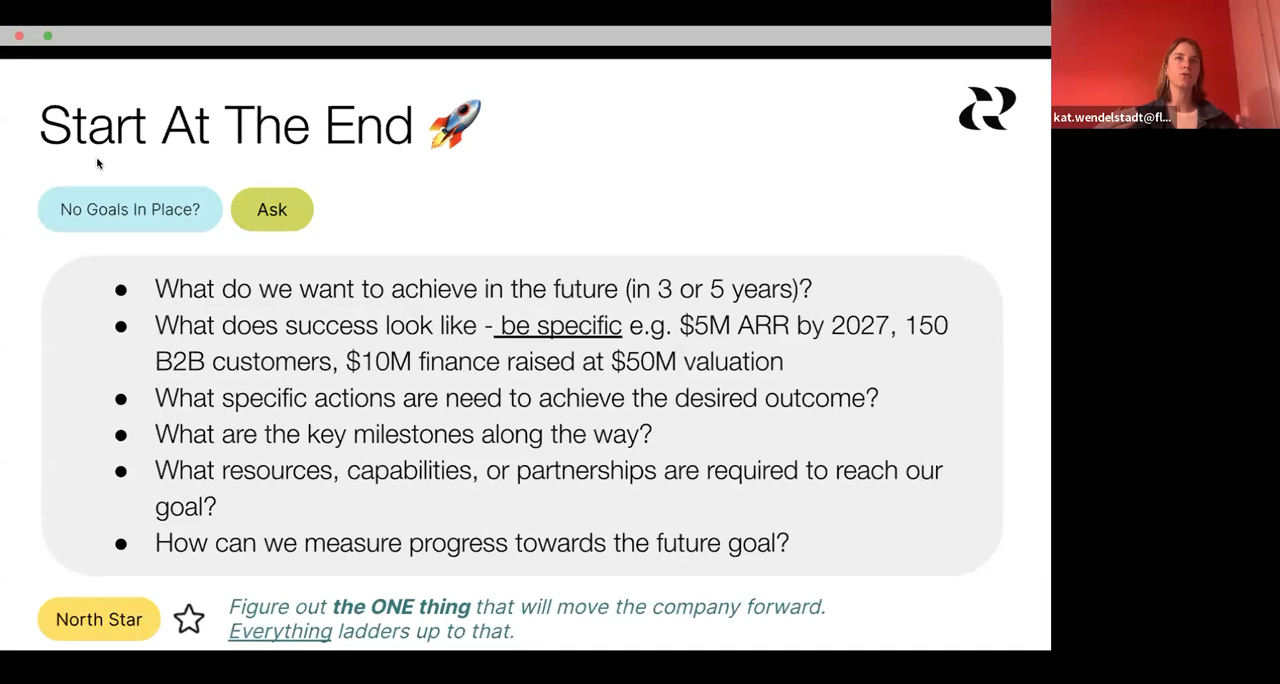 Start At The End
kat.wendelstadt@fl...
No Goals In Place?
Ask
What do we want to achieve in the future (in 3 or 5 years)?
What does success look like - be specific e.g. $5M ARR by 2027, 150
B2B customers, $10M finance raised at $50M valuation
What specific actions are need to achieve the desired outcome?
What are the key milestones along the way?
What resources, capabilities, or partnerships are required to reach our
goal?
How can we measure progress towards the future goal?
North Star
Figure out the ONE thing that will move the company forward.
Everything ladders up to that.